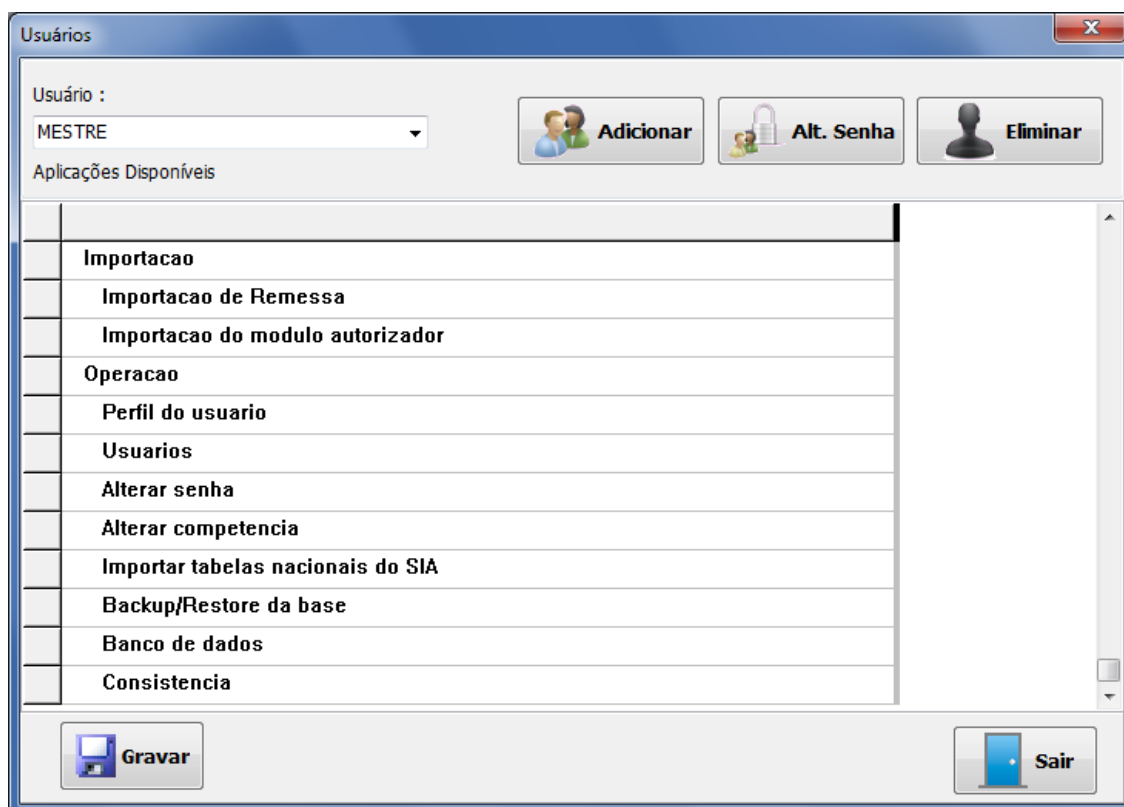 Usuários
Usuário :
MESTRE
Adicionar
Alt. Senha
Eliminar
Aplicações Disponíveis
Importacao
Importacao de Remessa
Importacao do modulo autorizador
Operacao
Perfil do usuario
Usuarios
Alterar senha
Alterar competencia
Importar tabelas nacionais do SIA
Backup/Restore da base
Banco de dados
Consistencia
Gravar
Sair